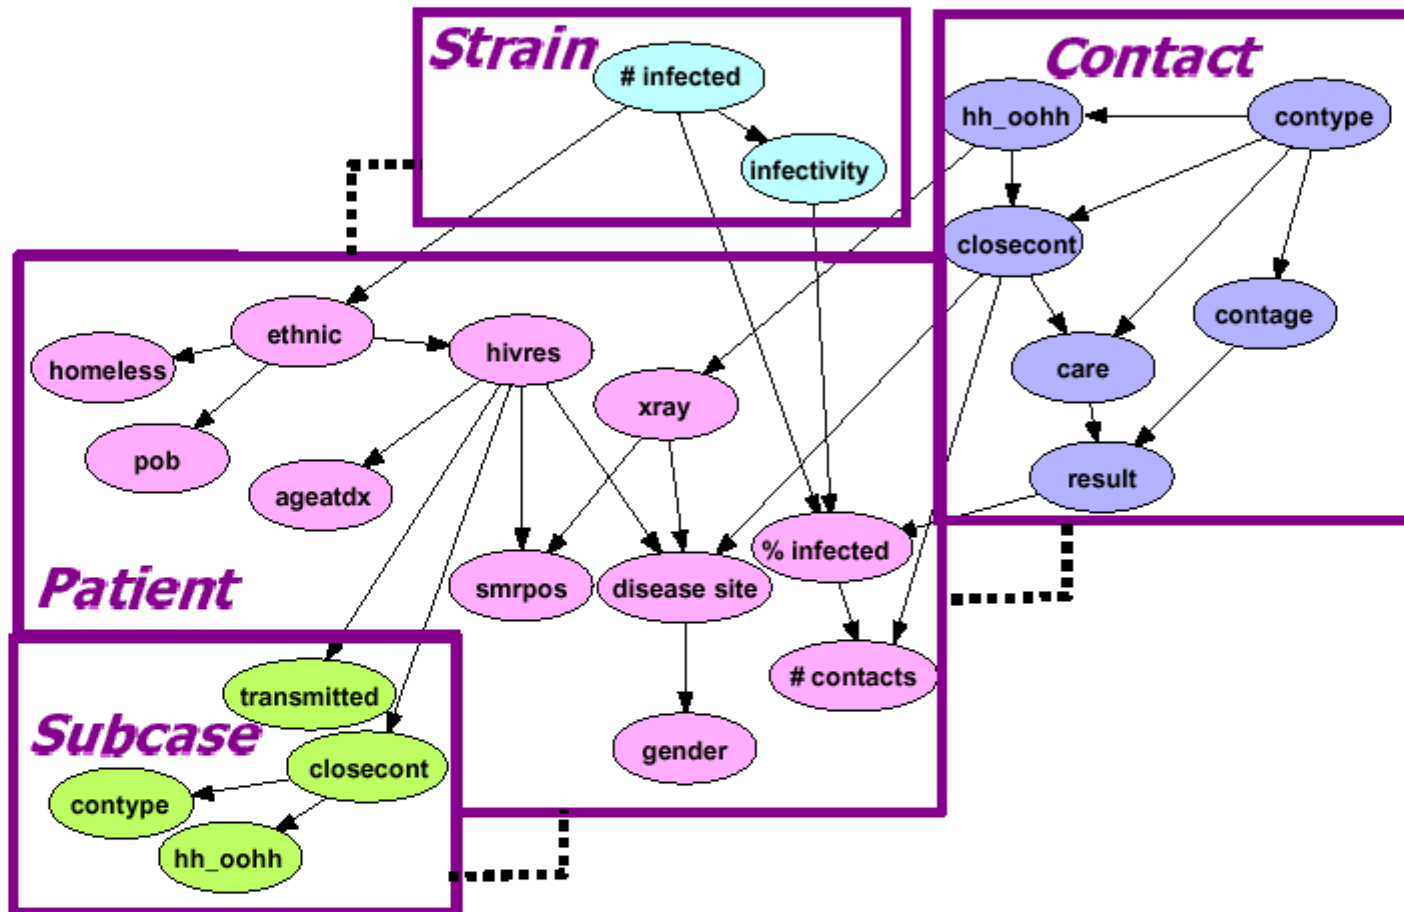 Strain
# infected
infectivity
Contact
hh_oohh
contype
closecont
contage
care
result
ethnic
homeless
hivres
pob
xray
ageatdx
% infected
smrpos
disease site
Patient
# contacts
gender
transmitted
Subcase
closecont
contype
hh_oohh